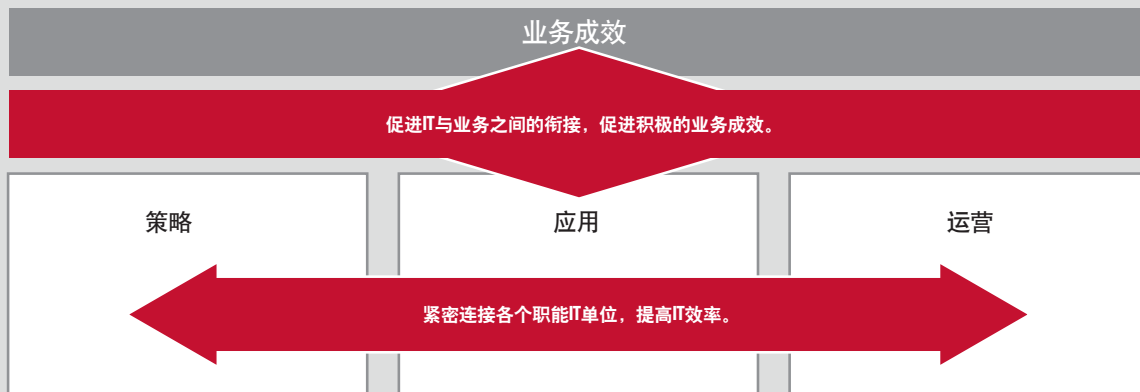 业务成效
促进IT与业务之间的衔接，促进积极的业务成效。
策略
应用
运营
紧密连接各个职能IT单位，提高IT效率。